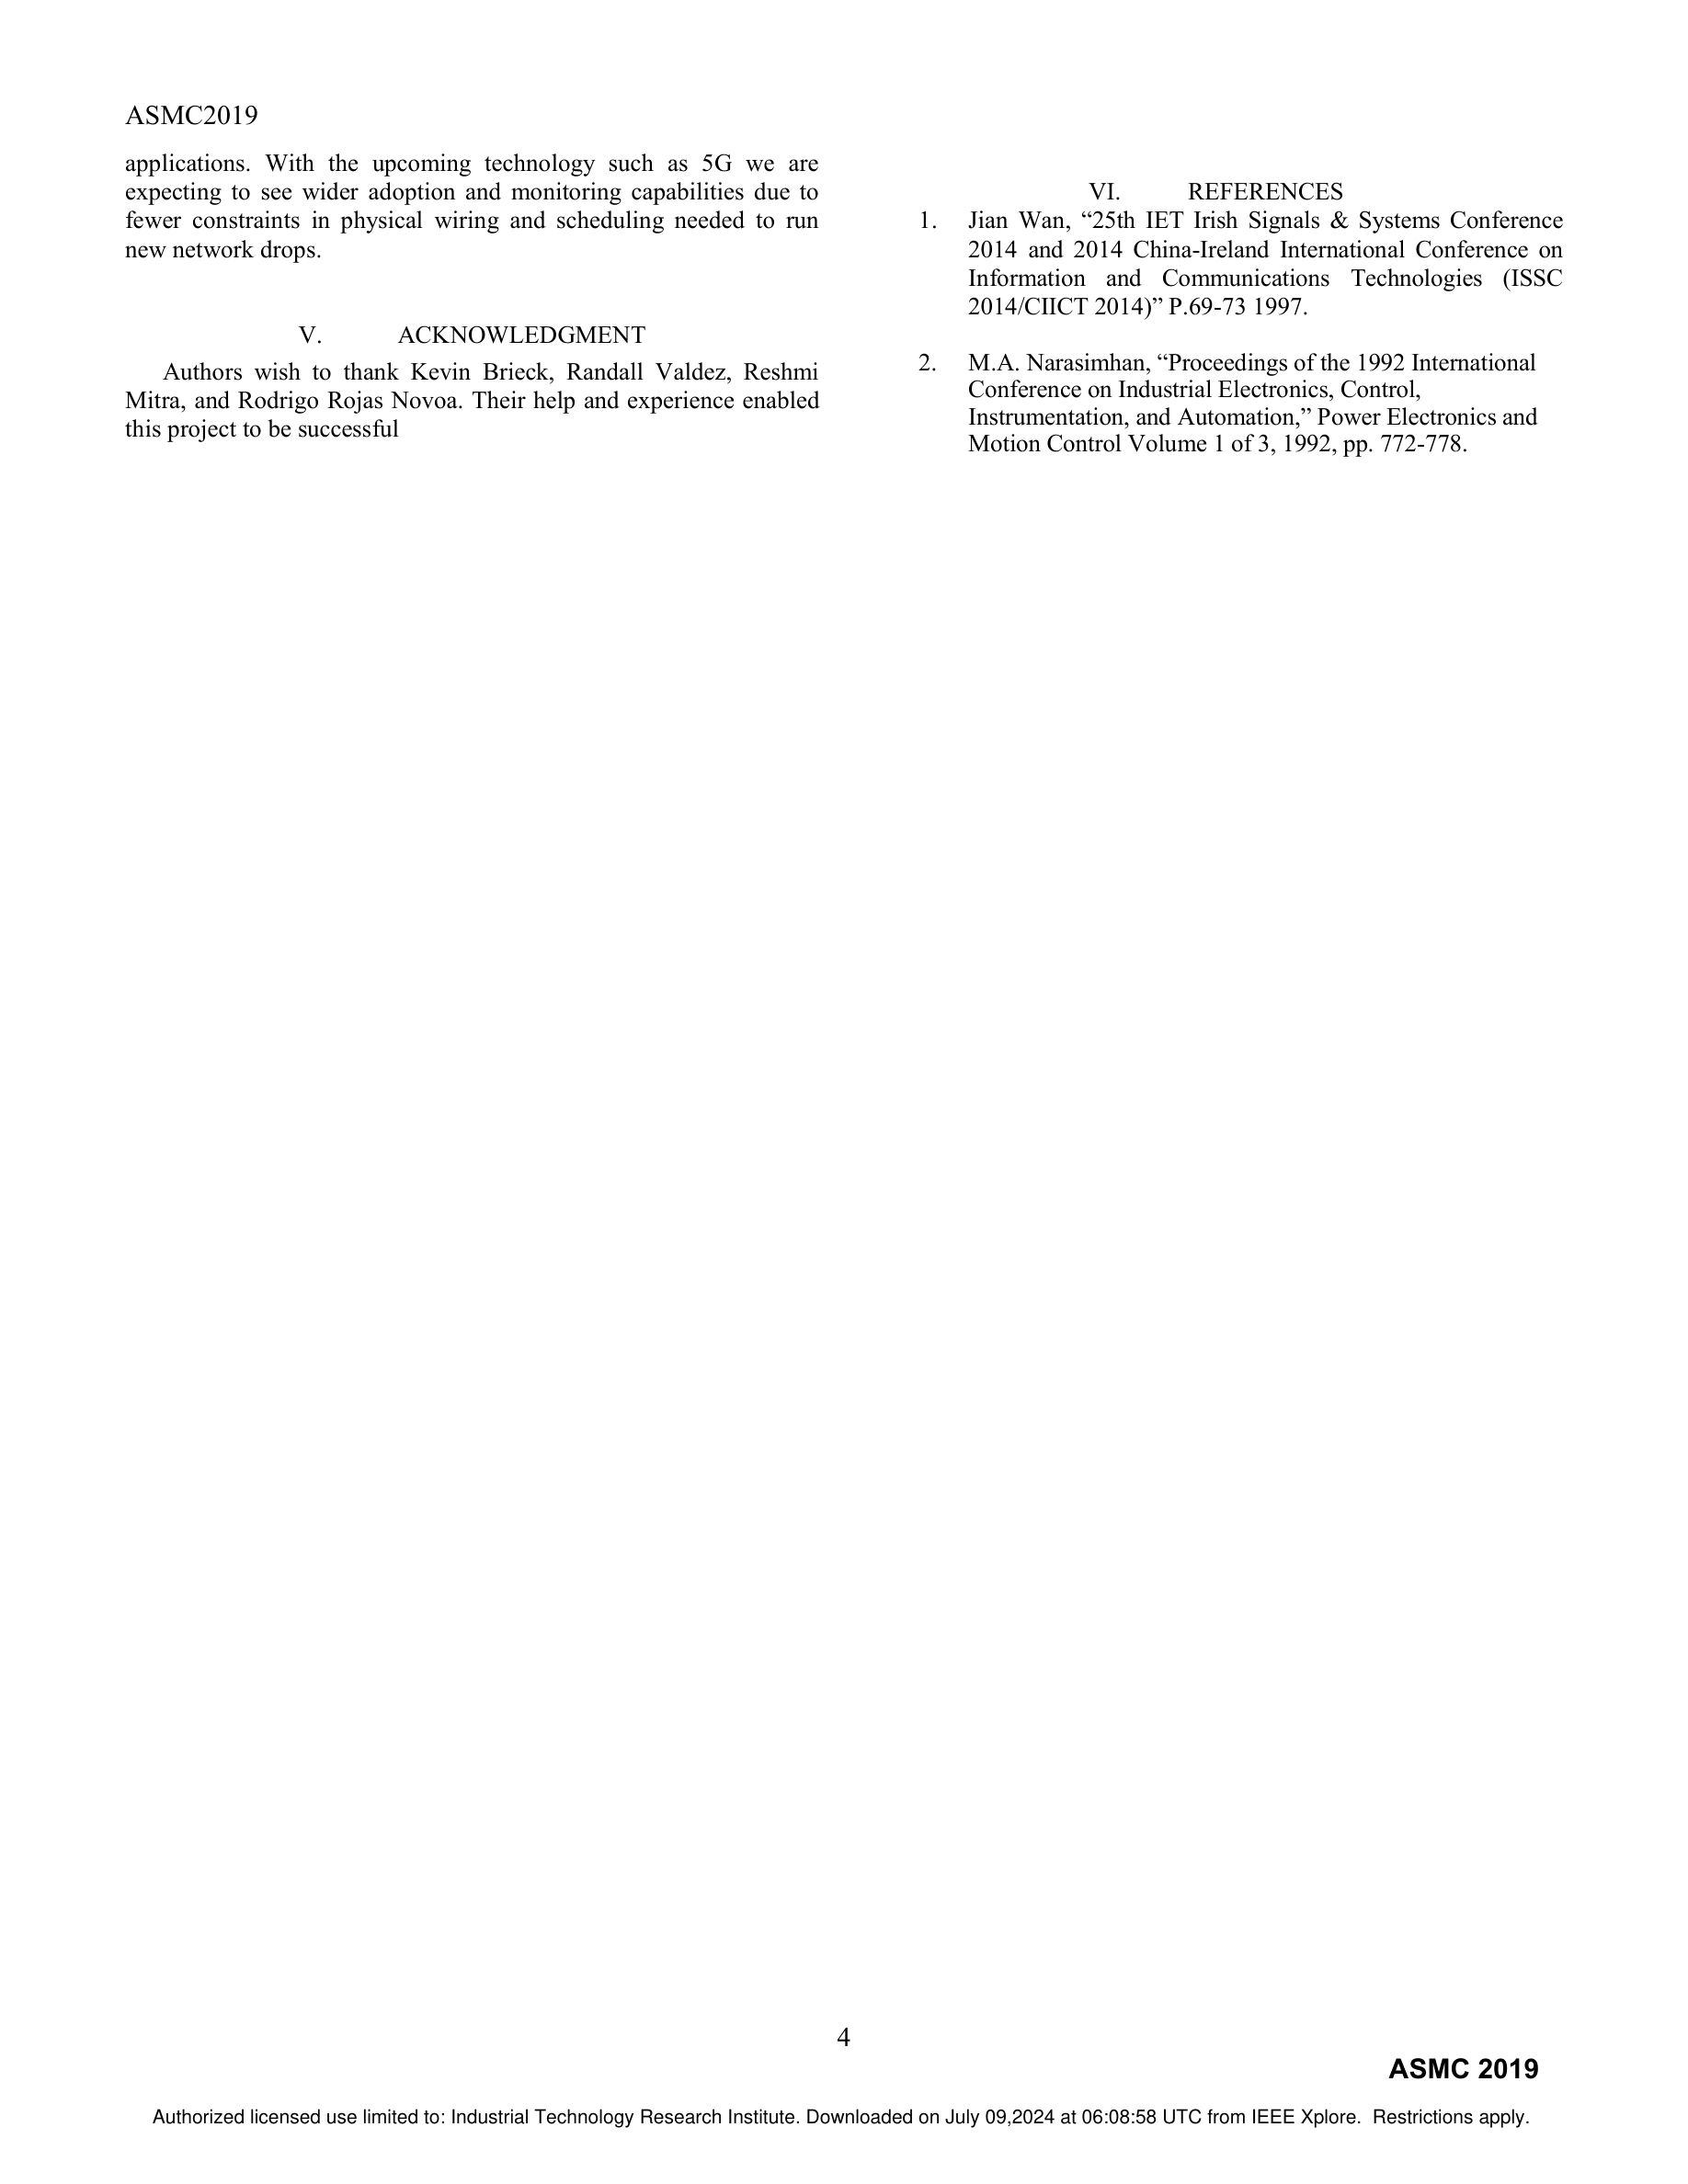 ASMC2019
applications. With the upcoming technology such as 5G we are
expecting to see wider adoption and monitoring capabilities due to
fewer constraints in physical wiring and scheduling needed to run
new network drops.
V. ACKNOWLEDGMENT
Authors wish to thank Kevin Brieck, Randall Valdez, Reshmi
Mitra, and Rodrigo Rojas Novoa. Their help and experience enabled
this project to be successful
VI. REFERENCES
1. Jian Wan, “25th IET Irish Signals & Systems Conference
2014 and 2014 China-Ireland International Conference on
Information and Communications Technologies (ISSC
2014/CIICT 2014)” P.69-73 1997.
2. M.A. Narasimhan, “Proceedings of the 1992 International
Conference on Industrial Electronics, Control,
Instrumentation, and Automation,” Power Electronics and
Motion Control Volume 1 of 3, 1992, pp. 772-778.
4
ASMC 2019
Authorized licensed use limited to: Industrial Technology Research Institute. Downloaded on July 09,2024 at 06:08:58 UTC from IEEE Xplore. Restrictions apply.